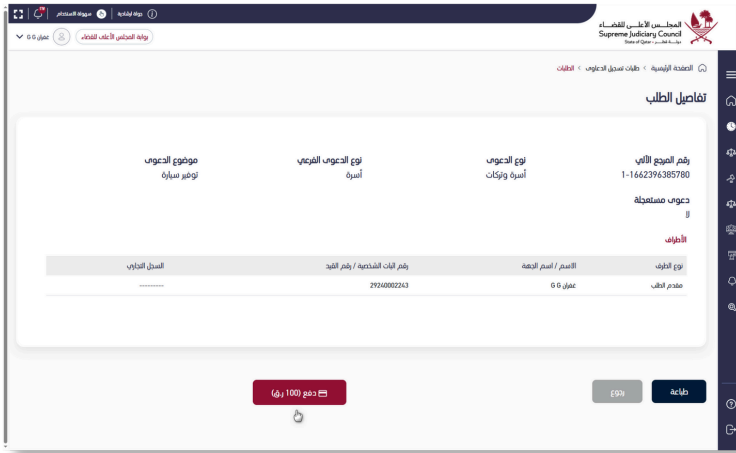 جولة إرشادية
سهولة الاستخدام
المجلس الأعلى للقضاء
Supreme Judiciary Council
State of Qatar - دولة قطر
بوابة المجلس الأعلى للقضاء
غفران G G
الصفحة الرئيسية > طلبات تسجيل الدعاوى > الطلبات
تفاصيل الطلب
رقم المرجع الآلي نوع الدعوى نوع الدعوى الفرعي موضوع الدعوى
1-1662396385780 أسرة وتركات أسرة توفير سيارة
دعوى مستعجلة
لا
الأطراف
نوع الطرف الاسم / اسم الجهة رقم اثبات الشخصية / رقم القيد السجل التجاري
مقدم الطلب غفران G G 29240002243 ----------
طباعة رجوع دفع (100 ر.ق)